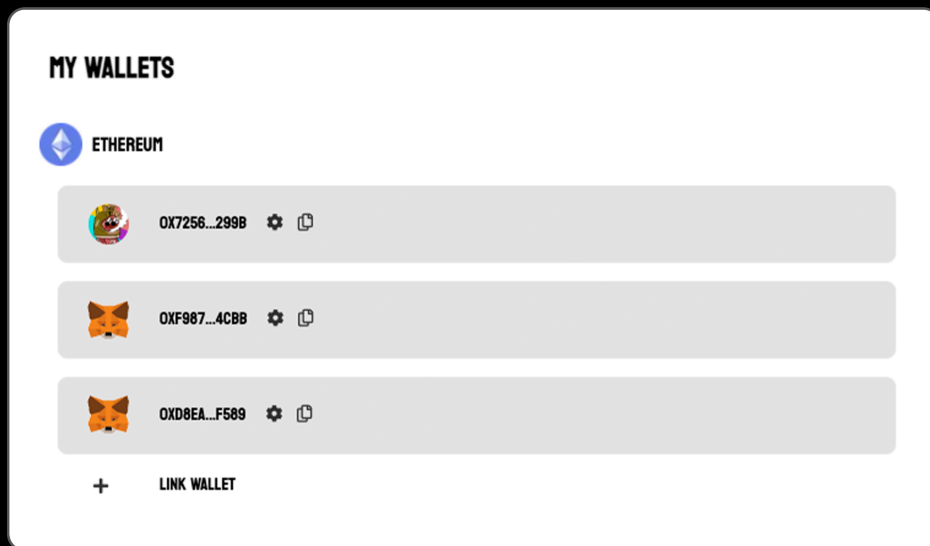 MY WALLETS
ETHEREUM
0X7256...299B
0XF987...4CBB
0XD8EA...F589
LINK WALLET